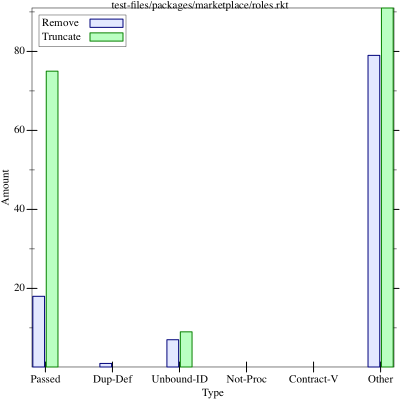 test-files/packages/marketplace/roles.rkt
Remove
Truncate
80
60
40
20
Amount
Passed Dup-Def Unbound-ID Not-Proc Contract-V Other
Type